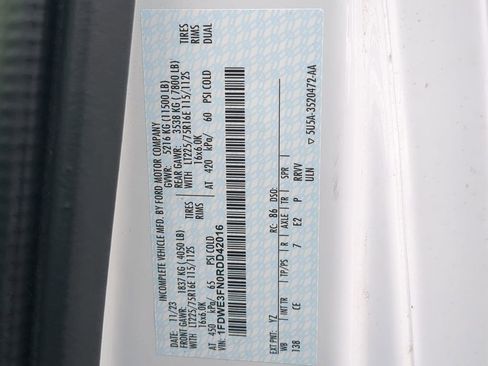 INCOMPLETE VEHICLE MFD. BY FORD MOTOR COMPANY
11/23 GVWR: 5216 KG (11500 LB)
FRONT GAWR: 1837 KG (4050 LB) REAR GAWR: 3538 KG (7800 LB)
WITH LT225/75R16E 115/112S TIRES WITH LT225/75R16E 115/112S TIRES
16x6.0K RIMS 16x6.0K RIMS
AT 450 kPa/ 65 PSI COLD AT 420 kPa/ 60 PSI COLD DUAL
VIN: 1FDWE3FN0RDD42016
EXT PNT: YZ RC: 86 DSO:
WB INT TR TP/PS R AXLE TR SPR
138 CE 7 E2 P RRVV
ULN
▽ 5U5A-3520472-AA